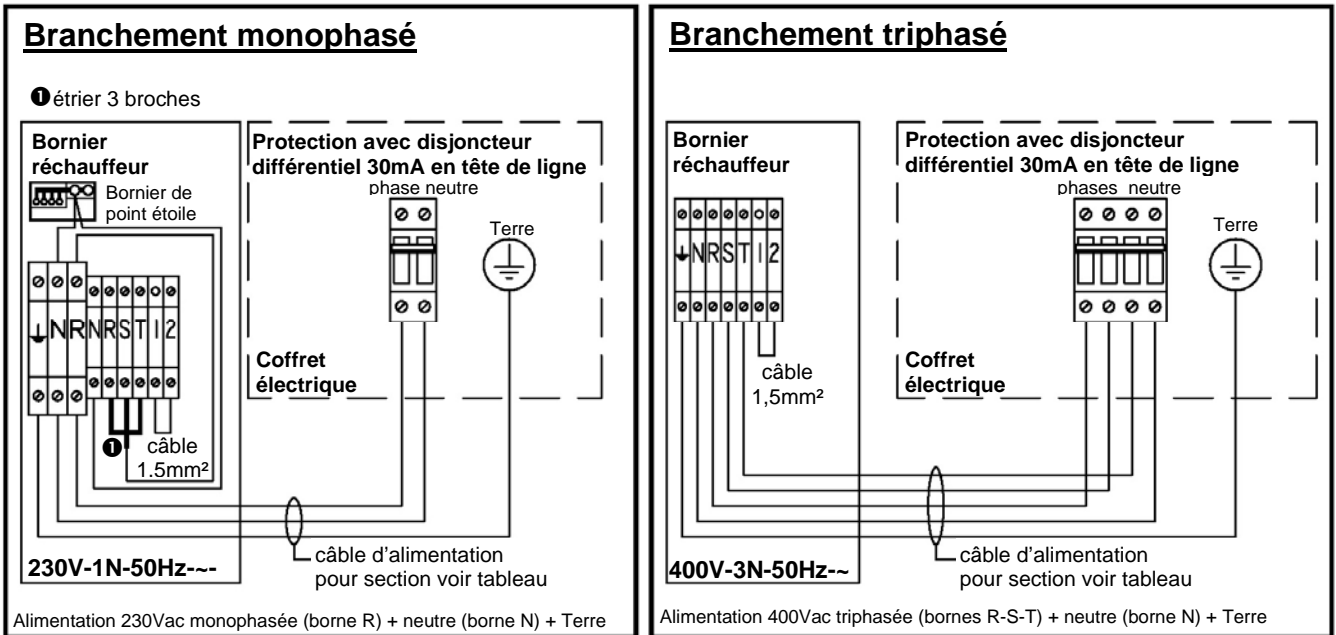 Branchement monophasé
❶ étrier 3 broches
Bornier
réchauffeur
Bornier de
point étoile
Protection avec disjoncteur
différentiel 30mA en tête de ligne
phase neutre
Terre
⏚ N R N R S T 1 2
Coffret
électrique
❶
câble
1.5mm²
câble d'alimentation
pour section voir tableau
230V-1N-50Hz-~-
Alimentation 230Vac monophasée (borne R) + neutre (borne N) + Terre
Branchement triphasé
Bornier
réchauffeur
Protection avec disjoncteur
différentiel 30mA en tête de ligne
phases neutre
Terre
⏚ N R S T 1 2
Coffret
électrique
câble
1,5mm²
câble d'alimentation
pour section voir tableau
400V-3N-50Hz-~
Alimentation 400Vac triphasée (bornes R-S-T) + neutre (borne N) + Terre